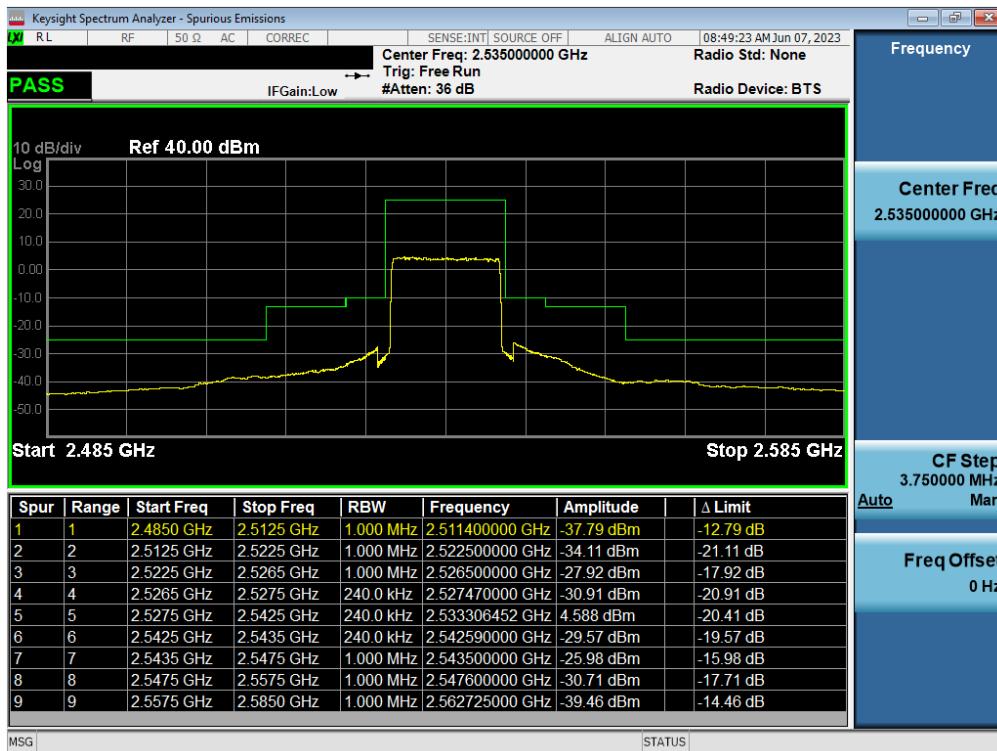 Keysight Spectrum Analyzer - Spurious Emissions
LXI RL RF 50 Ω AC CORREC SENSE:INT SOURCE OFF ALIGN AUTO 08:49:23 AM Jun 07, 2023
Center Freq: 2.535000000 GHz Radio Std: None
Trig: Free Run
PASS IFGain:Low #Atten: 36 dB Radio Device: BTS
10 dB/div Ref 40.00 dBm
Log
30.0
20.0
10.0
0.00
-10.0
-20.0
-30.0
-40.0
-50.0
Start 2.485 GHz Stop 2.585 GHz
Spur Range Start Freq Stop Freq RBW Frequency Amplitude Δ Limit
1 1 2.4850 GHz 2.5125 GHz 1.000 MHz 2.511400000 GHz -37.79 dBm -12.79 dB
2 2 2.5125 GHz 2.5225 GHz 1.000 MHz 2.522500000 GHz -34.11 dBm -21.11 dB
3 3 2.5225 GHz 2.5265 GHz 1.000 MHz 2.526500000 GHz -27.92 dBm -17.92 dB
4 4 2.5265 GHz 2.5275 GHz 240.0 kHz 2.527470000 GHz -30.91 dBm -20.91 dB
5 5 2.5275 GHz 2.5425 GHz 240.0 kHz 2.533306452 GHz 4.588 dBm -20.41 dB
6 6 2.5425 GHz 2.5435 GHz 240.0 kHz 2.542590000 GHz -29.57 dBm -19.57 dB
7 7 2.5435 GHz 2.5475 GHz 1.000 MHz 2.543500000 GHz -25.98 dBm -15.98 dB
8 8 2.5475 GHz 2.5575 GHz 1.000 MHz 2.547600000 GHz -30.71 dBm -17.71 dB
9 9 2.5575 GHz 2.5850 GHz 1.000 MHz 2.562725000 GHz -39.46 dBm -14.46 dB
MSG STATUS
Frequency
Center Freq
2.535000000 GHz
CF Step
3.750000 MHz
Auto Man
Freq Offset
0 Hz